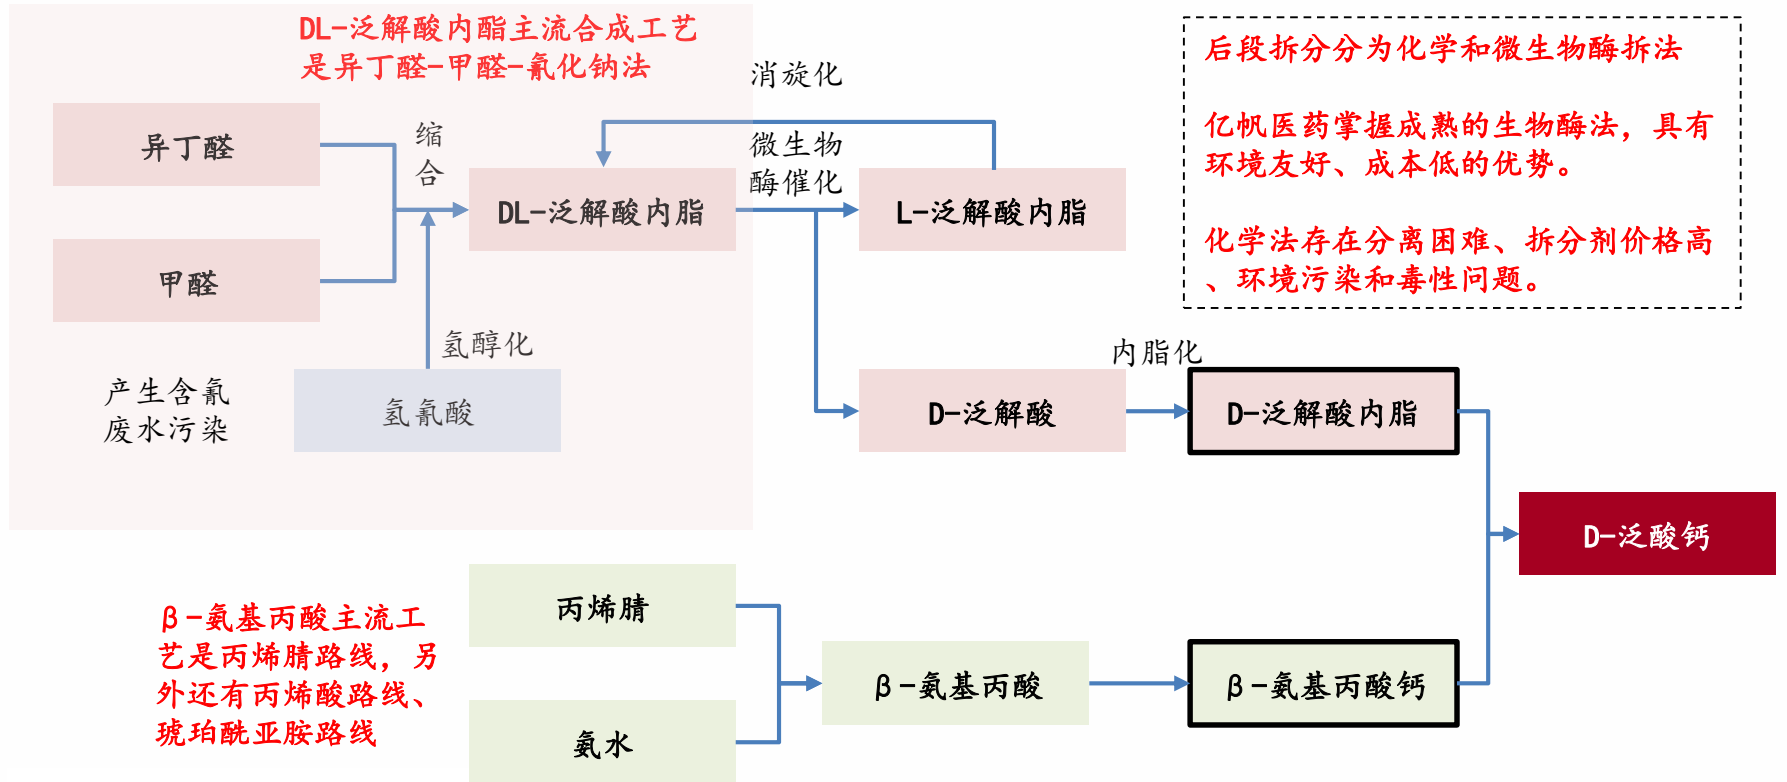 DL-泛解酸内酯主流合成工艺
是异丁醛-甲醛-氰化钠法
异丁醛
甲醛
缩
合
氢醇化
氢氰酸
产生含氰
废水污染
DL-泛解酸内脂
消旋化
微生物
酶催化
L-泛解酸内脂
D-泛解酸
内脂化
D-泛解酸内脂
后段拆分分为化学和微生物酶拆法
亿帆医药掌握成熟的生物酶法，具有
环境友好、成本低的优势。
化学法存在分离困难、拆分剂价格高
、环境污染和毒性问题。
D-泛酸钙
β-氨基丙酸主流工
艺是丙烯腈路线，另
外还有丙烯酸路线、
琥珀酰亚胺路线
丙烯腈
氨水
β-氨基丙酸
β-氨基丙酸钙